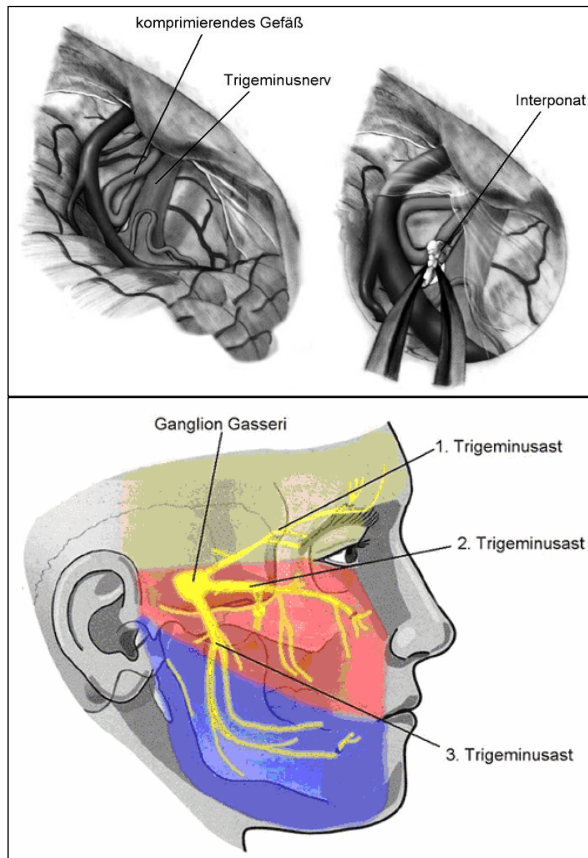 komprimierendes Gefäß
Trigeminusnerv
Interponat
Ganglion Gasseri
1. Trigeminusast
2. Trigeminusast
3. Trigeminusast